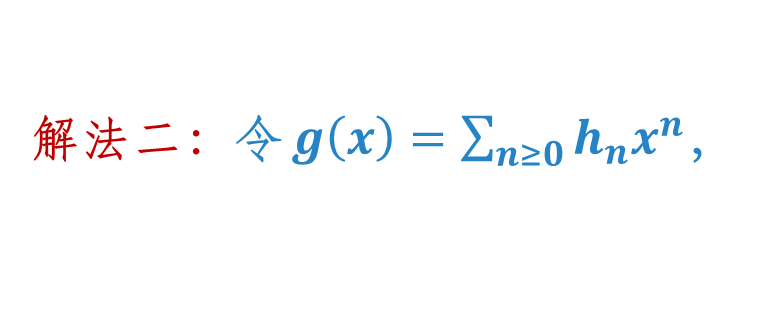 解法二：令 g(x) = ∑_{n≥0} h_n x^n,